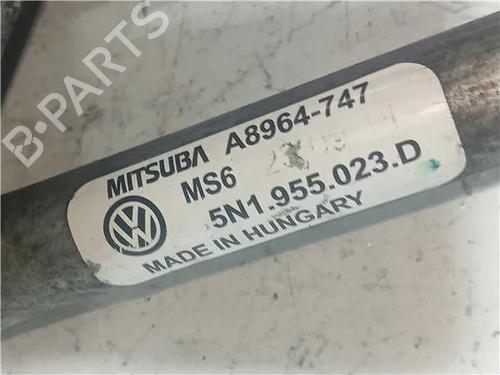 B-PARTS
MITSUBA A8964-747
MS6
5N1.955.023.D
MADE IN HUNGARY